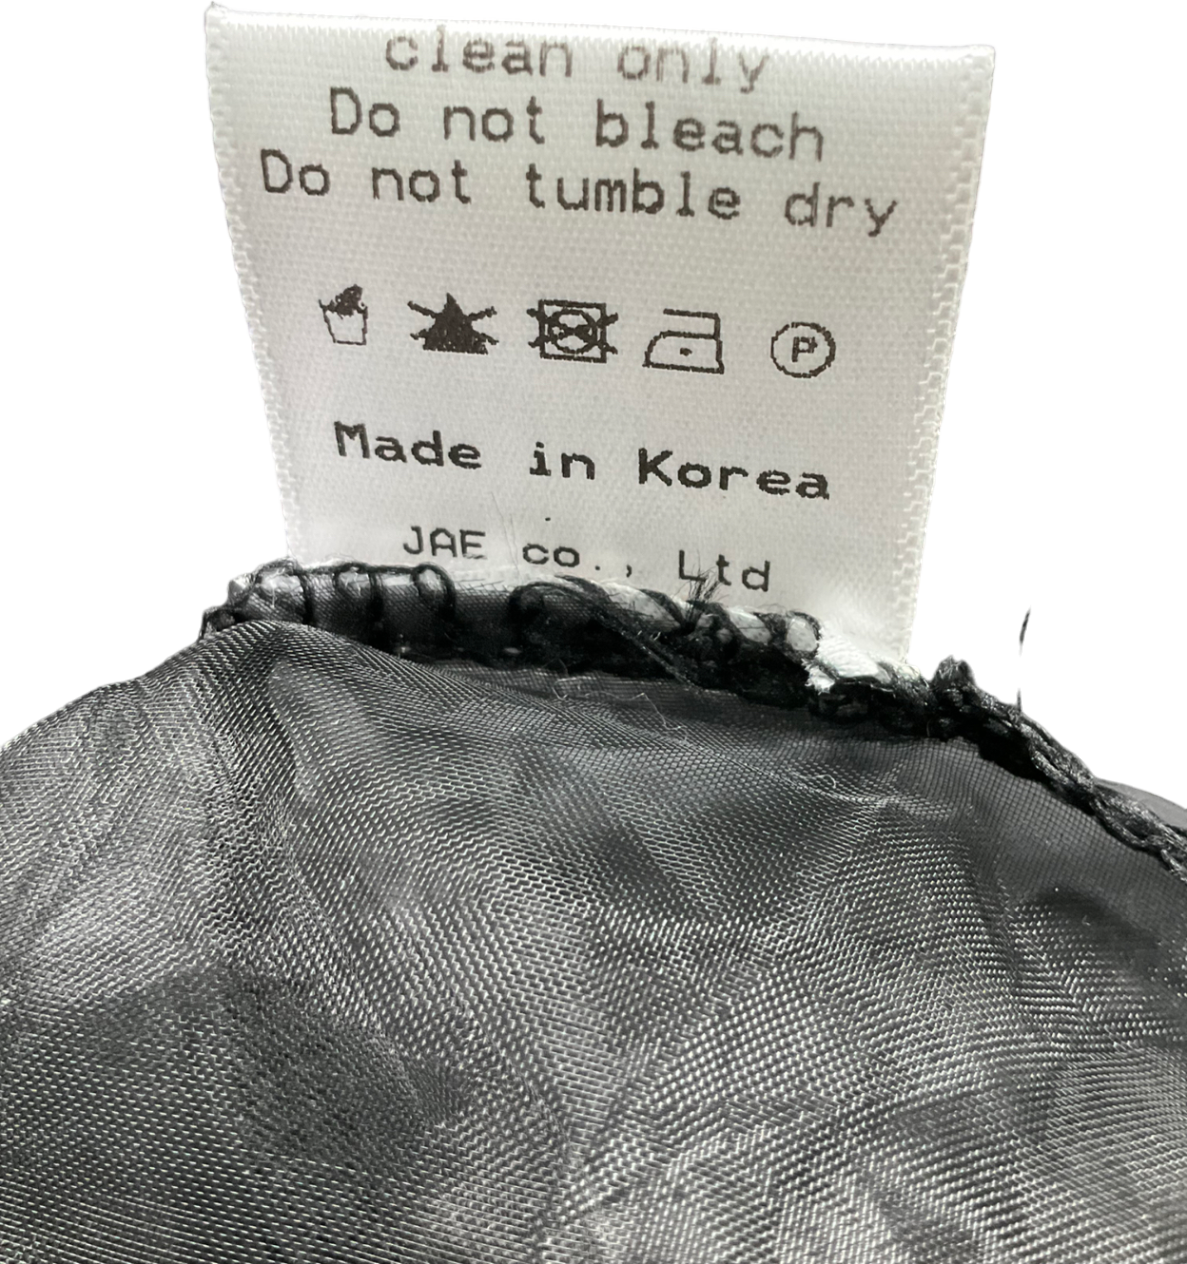 clean only
Do not bleach
Do not tumble dry
P
Made in Korea
JAE co., Ltd